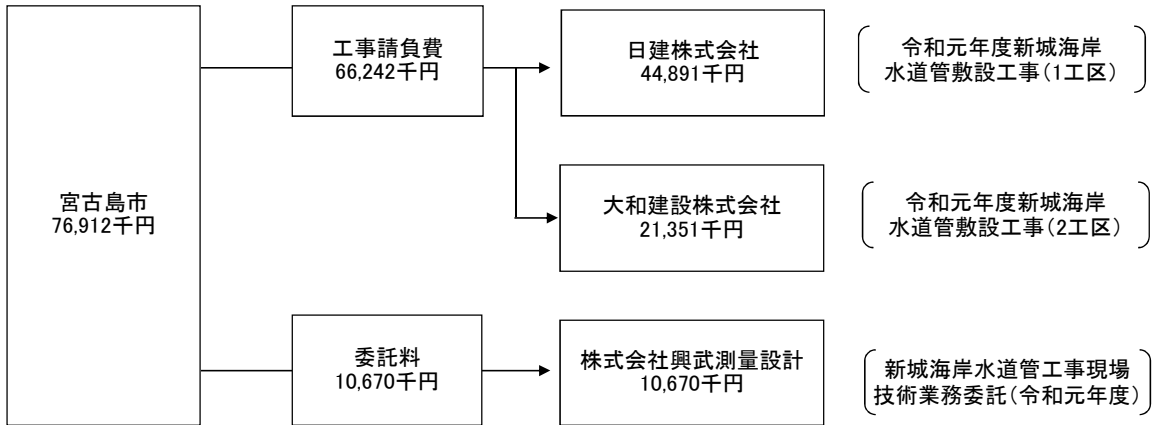 宮古島市
76,912千円
工事請負費
66,242千円
日建株式会社
44,891千円
令和元年度新城海岸
水道管敷設工事(1工区)
大和建設株式会社
21,351千円
令和元年度新城海岸
水道管敷設工事(2工区)
委託料
10,670千円
株式会社興武測量設計
10,670千円
新城海岸水道管工事現場
技術業務委託(令和元年度)